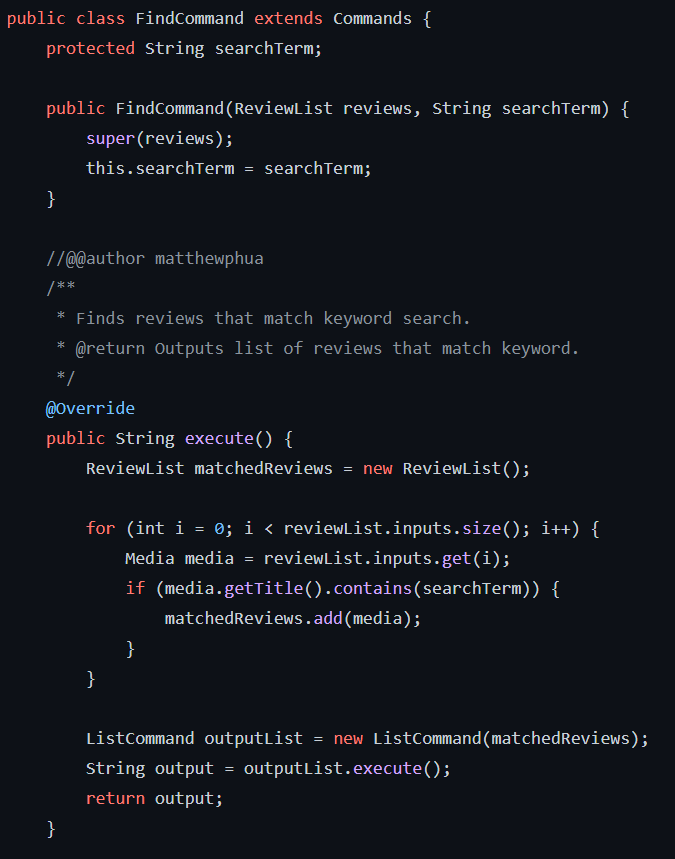 public class FindCommand extends Commands {
    protected String searchTerm;

    public FindCommand(ReviewList reviews, String searchTerm) {
        super(reviews);
        this.searchTerm = searchTerm;
    }

    //@@author matthewphua
    /**
     * Finds reviews that match keyword search.
     * @return Outputs list of reviews that match keyword.
     */
    @Override
    public String execute() {
        ReviewList matchedReviews = new ReviewList();

        for (int i = 0; i < reviewList.inputs.size(); i++) {
            Media media = reviewList.inputs.get(i);
            if (media.getTitle().contains(searchTerm)) {
                matchedReviews.add(media);
            }
        }

        ListCommand outputList = new ListCommand(matchedReviews);
        String output = outputList.execute();
        return output;
    }